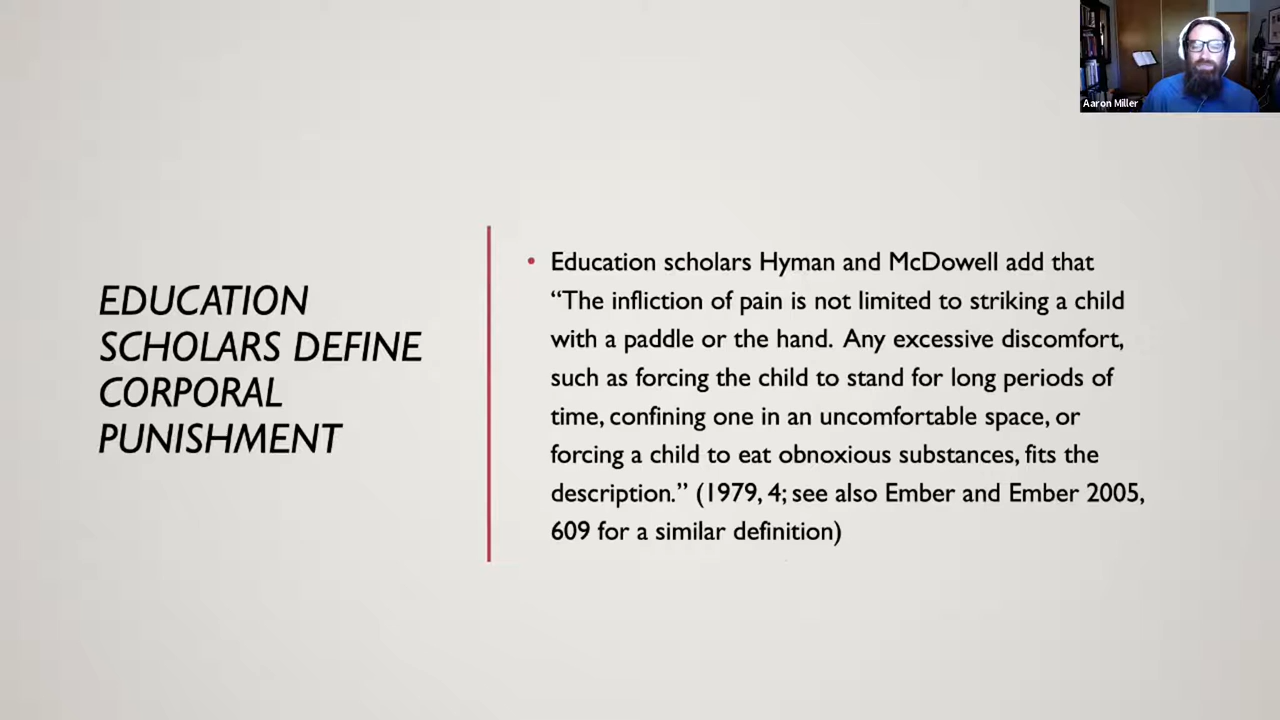 Aaron Miller
EDUCATION
SCHOLARS DEFINE
CORPORAL
PUNISHMENT
• Education scholars Hyman and McDowell add that
“The infliction of pain is not limited to striking a child
with a paddle or the hand. Any excessive discomfort,
such as forcing the child to stand for long periods of
time, confining one in an uncomfortable space, or
forcing a child to eat obnoxious substances, fits the
description.” (1979, 4; see also Ember and Ember 2005,
609 for a similar definition)